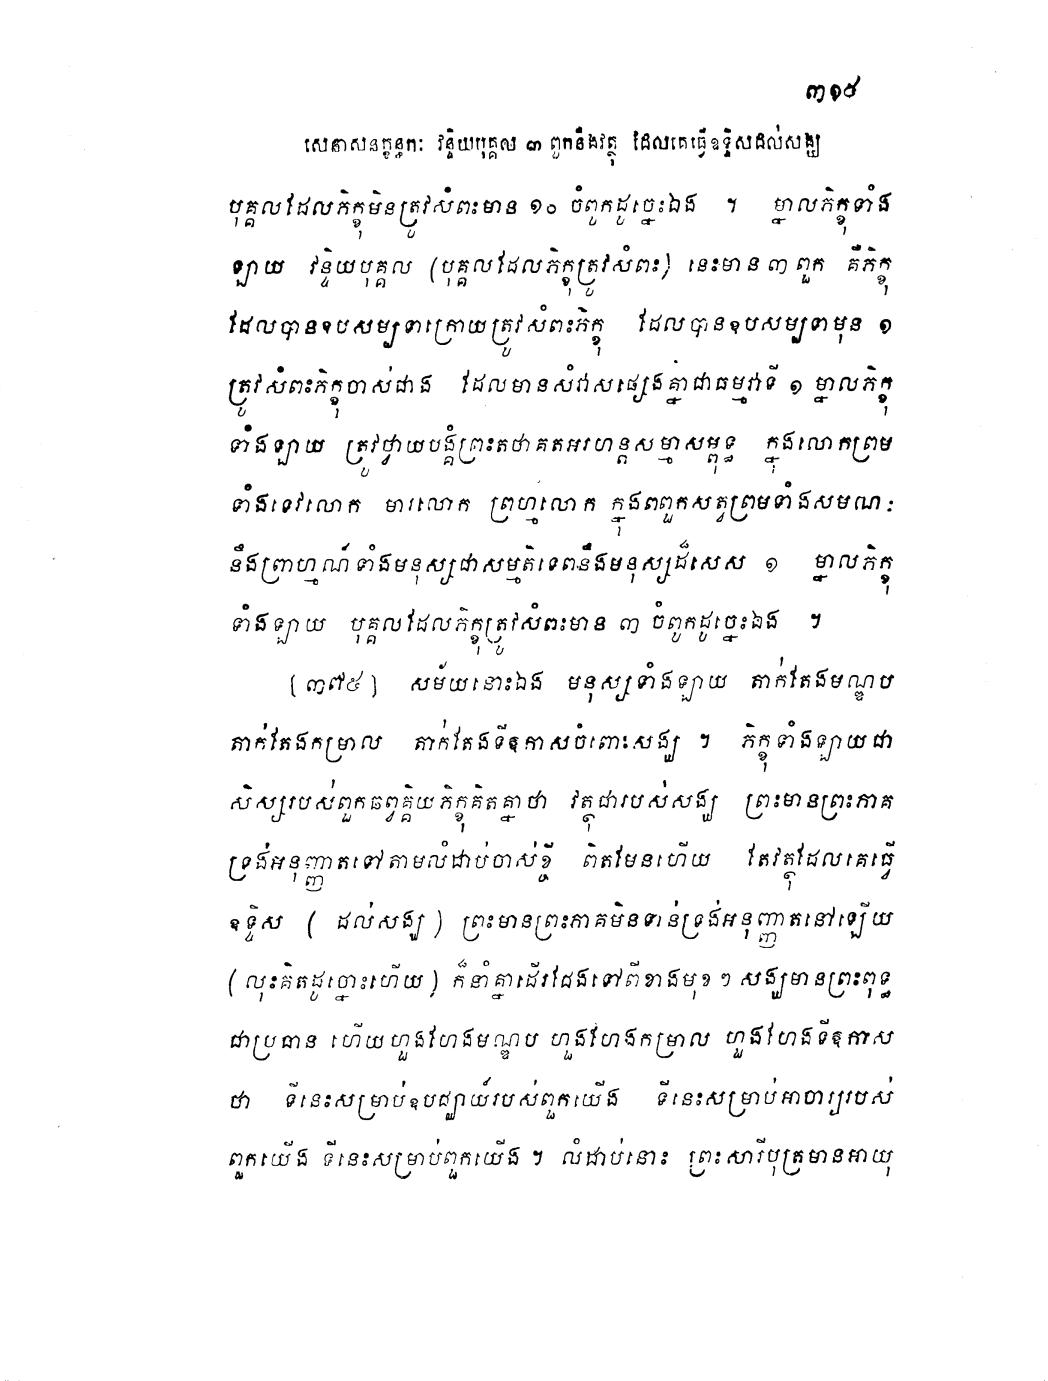 ៣១៥
សេនាសនក្ខន្ធកៈ វន្ទិយបុគ្គល ៣ ពួកនឹងវត្ថុ ដែលគេធ្វើឧទ្ទិសដល់សង្ឃ
បុគ្គលដែលភិក្ខុមិនត្រូវសំពះមាន ១០ ចំពួកដូច្នេះឯង ។ ម្នាលភិក្ខុទាំង
ឡាយ វន្ទិយបុគ្គល (បុគ្គលដែលភិក្ខុត្រូវសំពះ) នេះមាន ៣ ពួក គឺភិក្ខុ
ដែលបានឧបសម្បទាក្រោយត្រូវសំពះភិក្ខុ ដែលបានឧបសម្បទាមុន ១
ត្រូវសំពះភិក្ខុចាស់ជាង ដែលមានសំវាសផ្សេងគ្នាជាធម្មវាទី ១ ម្នាលភិក្ខុ
ទាំងឡាយ ត្រូវថ្វាយបង្គំព្រះតថាគតអរហន្តសម្មាសម្ពុទ្ធ ក្នុងលោកព្រម
ទាំងទេវលោក មារលោក ព្រហ្មលោក ក្នុងពពួកសត្វព្រមទាំងសមណៈ
នឹងព្រាហ្មណ៍ទាំងមនុស្សជាសម្មតិទេពនឹងមនុស្សដ៏សេស ១ ម្នាលភិក្ខុ
ទាំងឡាយ បុគ្គលដែលភិក្ខុត្រូវសំពះមាន ៣ ចំពួកដូច្នេះឯង ។
(៣៧៥) សម័យនោះឯង មនុស្សទាំងឡាយ តាក់តែងមណ្ឌប
តាក់តែងកម្រាល តាក់តែងទីឱកាសចំពោះសង្ឃ ។ ភិក្ខុទាំងឡាយជា
សិស្សរបស់ពួកឆព្វគ្គិយភិក្ខុគិតគ្នាថា វត្ថុជារបស់សង្ឃ ព្រះមានព្រះភាគ
ទ្រង់អនុញ្ញាតទៅតាមលំដាប់ចាស់ខ្ចី ពិតមែនហើយ តែវត្ថុដែលគេធ្វើ
ឧទ្ទិស ( ដល់សង្ឃ ) ព្រះមានព្រះភាគមិនទាន់ទ្រង់អនុញ្ញាតនៅឡើយ
(លុះគិតដូច្នោះហើយ) ក៏នាំគ្នាដើរជែងទៅពីខាងមុខ ៗ សង្ឃមានព្រះពុទ្ធ
ជាប្រធាន ហើយហួងហែងមណ្ឌប ហួងហែងកម្រាល ហួងហែងទីឱកាស
ថា ទីនេះសម្រាប់ឧបជ្ឈាយ៍របស់ពួកយើង ទីនេះសម្រាប់អាចារ្យរបស់
ពួកយើង ទីនេះសម្រាប់ពួកយើង ។ លំដាប់នោះ ព្រះសារីបុត្រមានអាយុ